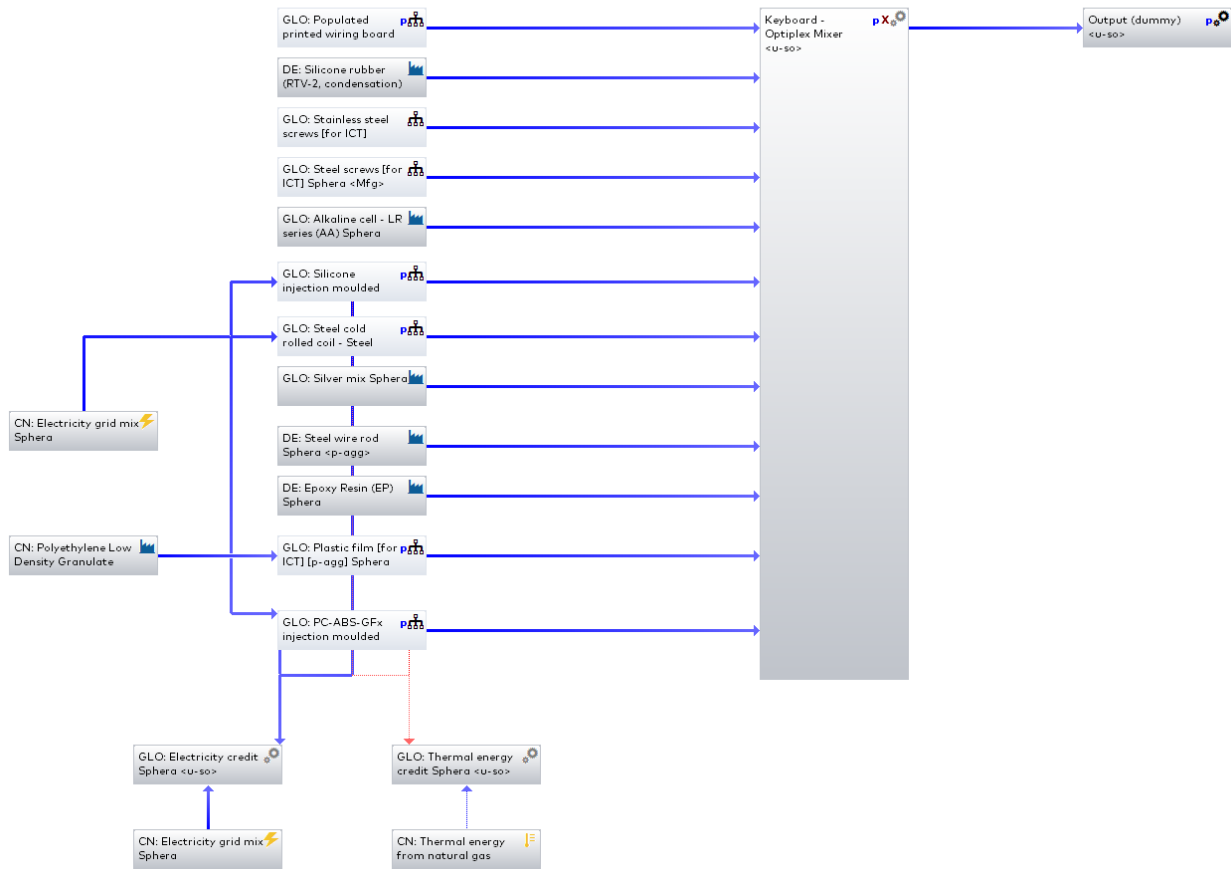 GLO: Populated
printed wiring board
p
Keyboard -
Optiplex Mixer
<u-so>
p X
Output (dummy)
<u-so>
p
DE: Silicone rubber
(RTV-2, condensation)
GLO: Stainless steel
screws [for ICT]
GLO: Steel screws [for
ICT] Sphera <Mfg>
GLO: Alkaline cell - LR
series (AA) Sphera
GLO: Silicone
injection moulded
p
GLO: Steel cold
rolled coil - Steel
p
GLO: Silver mix Sphera
CN: Electricity grid mix
Sphera
DE: Steel wire rod
Sphera <p-agg>
DE: Epoxy Resin (EP)
Sphera
CN: Polyethylene Low
Density Granulate
GLO: Plastic film [for
ICT] [p-agg] Sphera
p
GLO: PC-ABS-GFx
injection moulded
p
GLO: Electricity credit
Sphera <u-so>
GLO: Thermal energy
credit Sphera <u-so>
CN: Electricity grid mix
Sphera
CN: Thermal energy
from natural gas